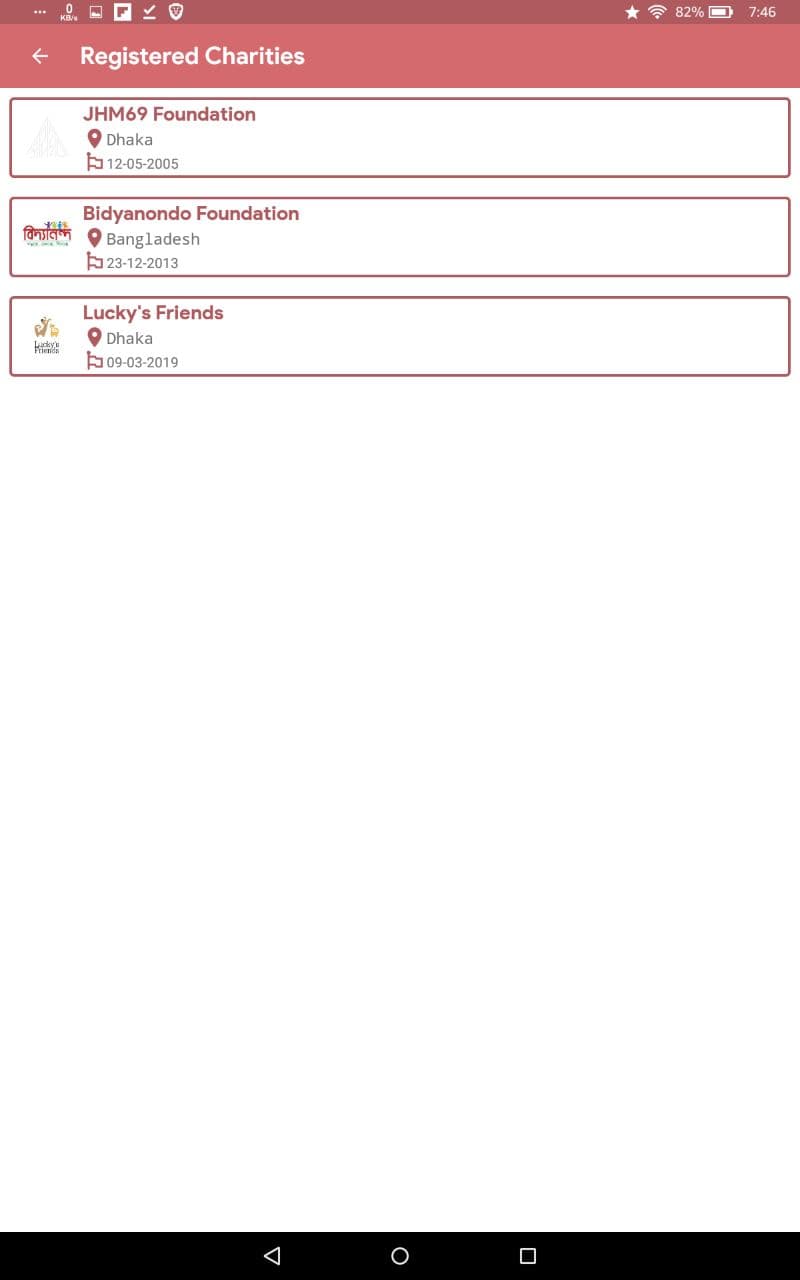 0
KB/s
82%
7:46
Registered Charities
JHM69 Foundation
Dhaka
12-05-2005
বিদ্যানন্দ
Bidyanondo Foundation
Bangladesh
23-12-2013
Lucky's Friends
Dhaka
Lucky's
Friends
09-03-2019